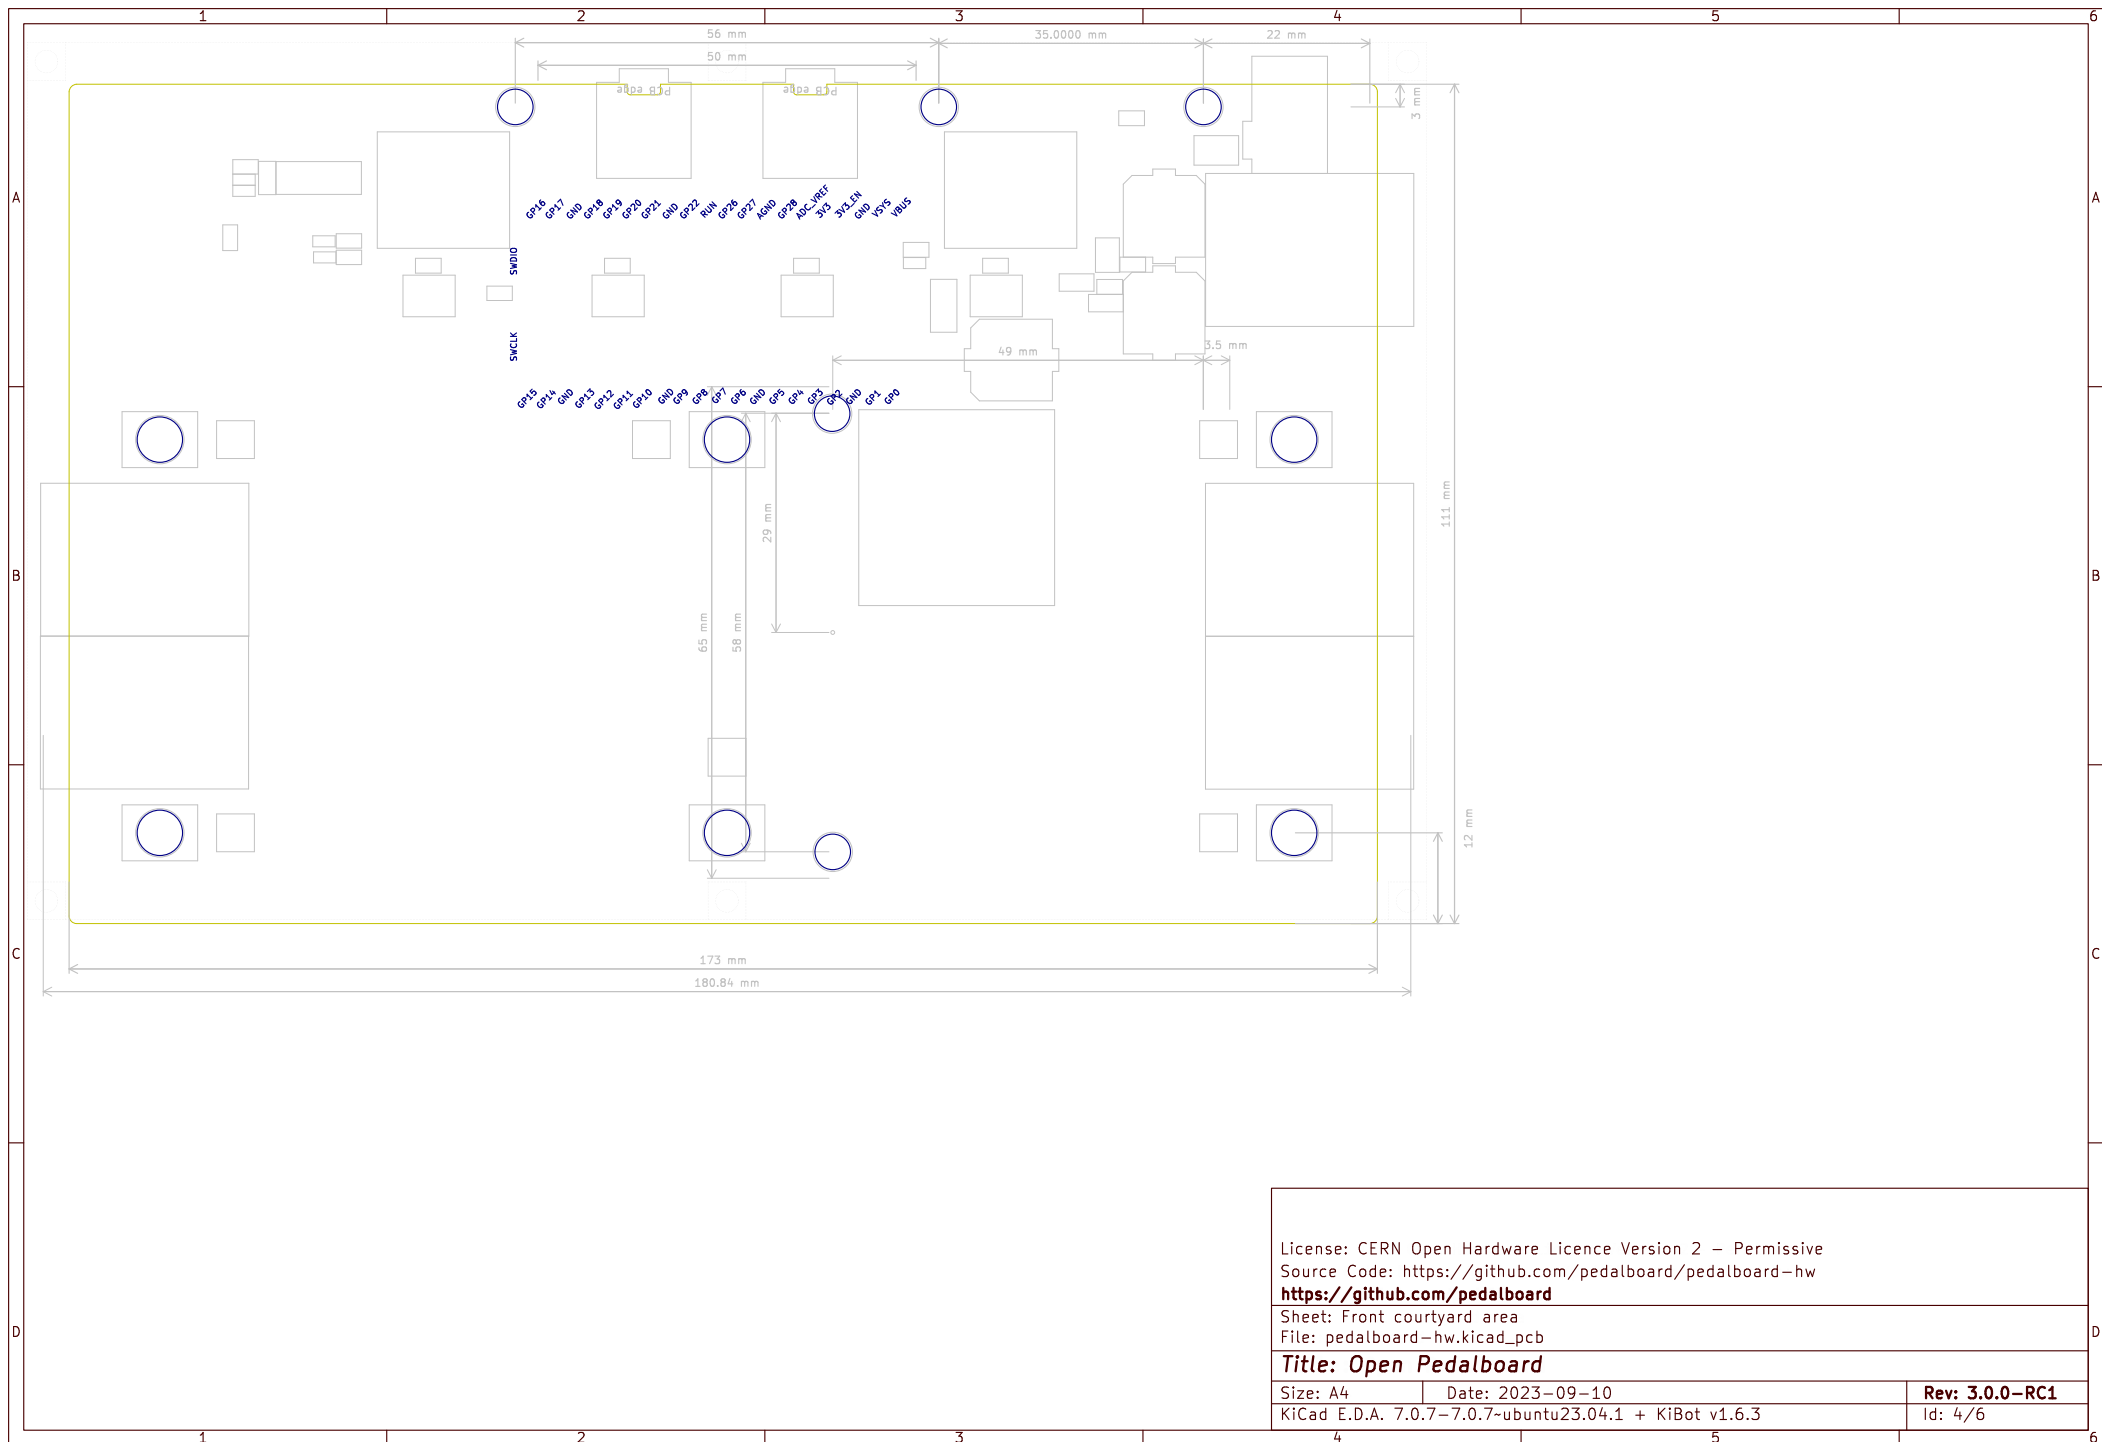 1 2 3 4 5 6
56 mm 35.0000 mm 22 mm
50 mm
PCB edge PCB edge
3 mm
A A
GP16 GP17 GND GP18 GP19 GP20 GP21 GND GP22 RUN GP26 GP27 AGND GP28 ADC_VREF 3V3 3V3_EN GND VSYS VBUS
SWDIO
SWCLK
49 mm 3.5 mm
GP15 GP14 GND GP13 GP12 GP11 GP10 GND GP9 GP8 GP7 GP6 GND GP5 GP4 GP3 GP2 GND GP1 GP0
111 mm
29 mm
B B
65 mm 58 mm
12 mm
C C
173 mm
180.84 mm
License: CERN Open Hardware Licence Version 2 - Permissive
Source Code: https://github.com/pedalboard/pedalboard-hw
https://github.com/pedalboard
Sheet: Front courtyard area
D D
File: pedalboard-hw.kicad_pcb
Title: Open Pedalboard
Size: A4 Date: 2023-09-10 Rev: 3.0.0-RC1
KiCad E.D.A. 7.0.7-7.0.7~ubuntu23.04.1 + KiBot v1.6.3 Id: 4/6
1 2 3 4 5 6